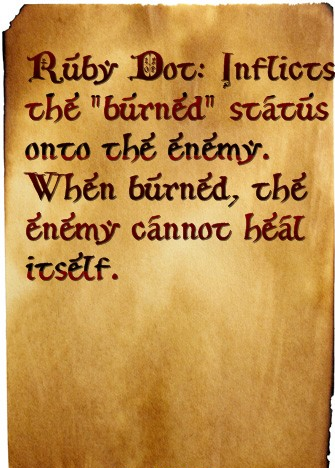 Ruby Dot: Inflicts
the "burned" status
onto the enemy.
When burned, the
enemy cannot heal
itself.